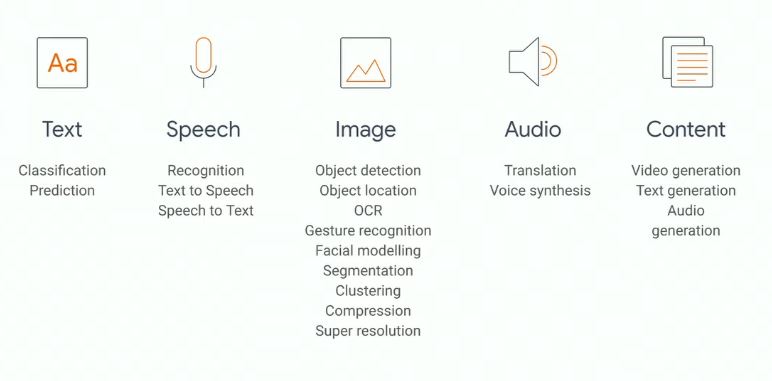 Aa
Text
Classification
Prediction
Speech
Recognition
Text to Speech
Speech to Text
Image
Object detection
Object location
OCR
Gesture recognition
Facial modelling
Segmentation
Clustering
Compression
Super resolution
Audio
Translation
Voice synthesis
Content
Video generation
Text generation
Audio
generation